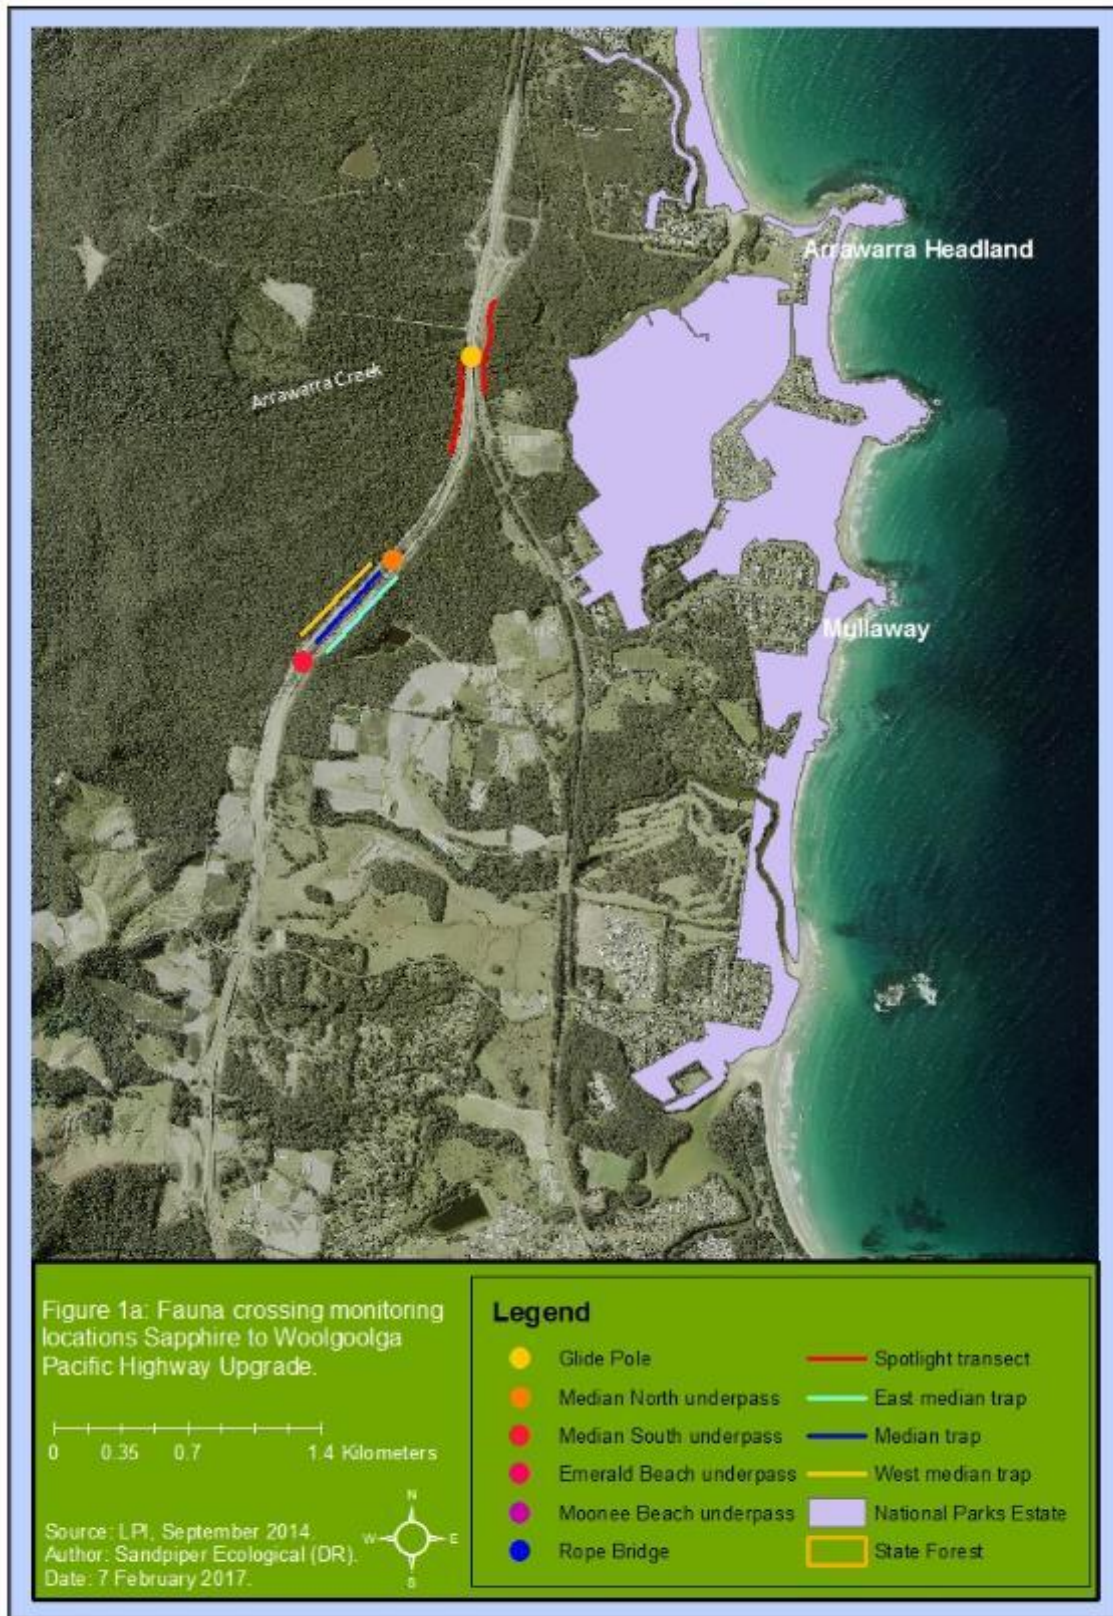 Arrawarra Headland
Arrawarra Creek
Mullaway
Figure 1a: Fauna crossing monitoring
locations Sapphire to Woolgoolga
Pacific Highway Upgrade.
0 0.35 0.7 1.4 Kilometers
Source: LPI, September 2014.
Author: Sandpiper Ecological (DR).
Date: 7 February 2017.
N
W E
S
Legend
Glide Pole
Median North underpass
Median South underpass
Emerald Beach underpass
Moonee Beach underpass
Rope Bridge
Spotlight transect
East median trap
Median trap
West median trap
National Parks Estate
State Forest